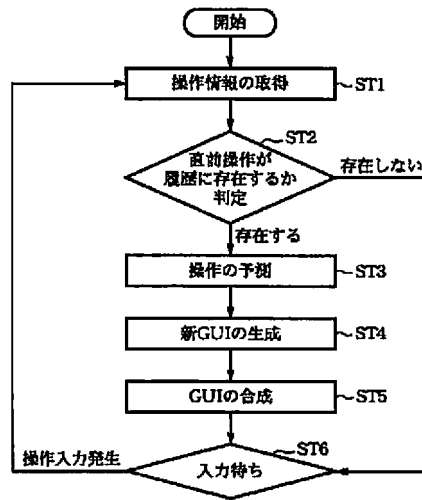 開始
操作情報の取得
ST1
ST2
直前操作が
履歴に存在するか
判定
存在しない
存在する
操作の予測
ST3
新GUIの生成
ST4
GUIの合成
ST5
操作入力発生
ST6
入力待ち